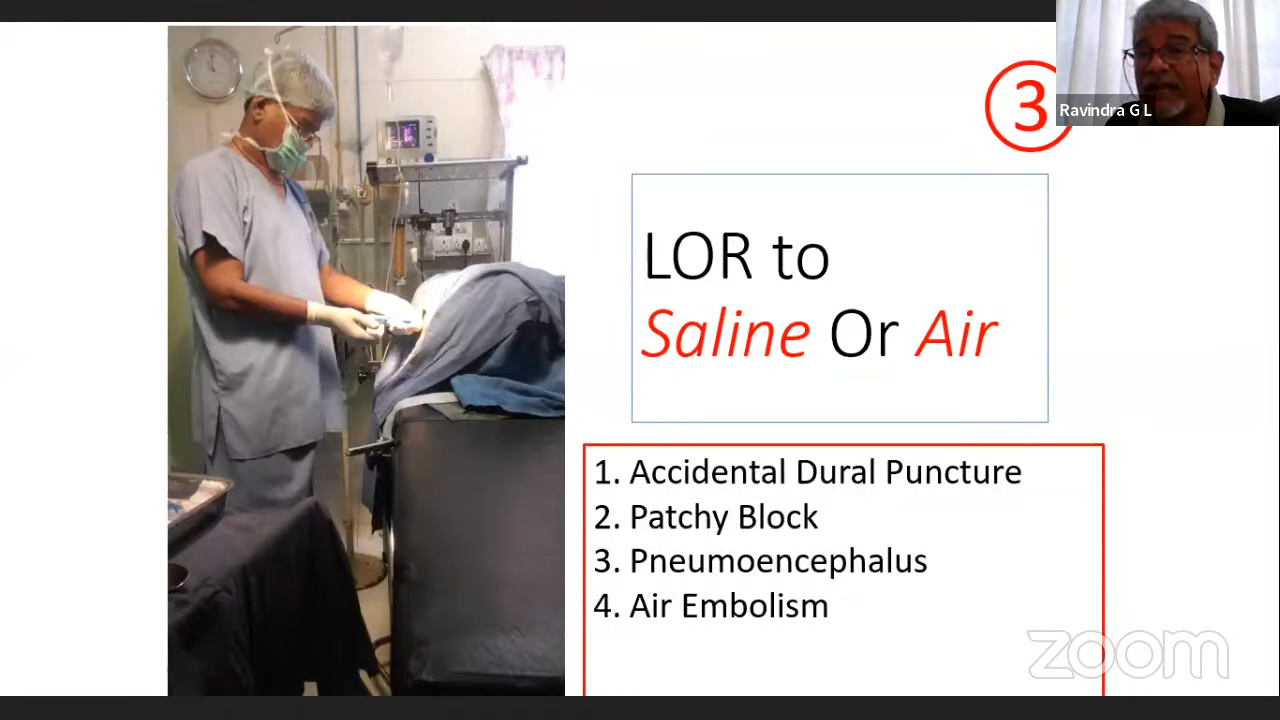 3
Ravindra G L
LOR to
Saline Or Air
1. Accidental Dural Puncture
2. Patchy Block
3. Pneumoencephalus
4. Air Embolism
zoom